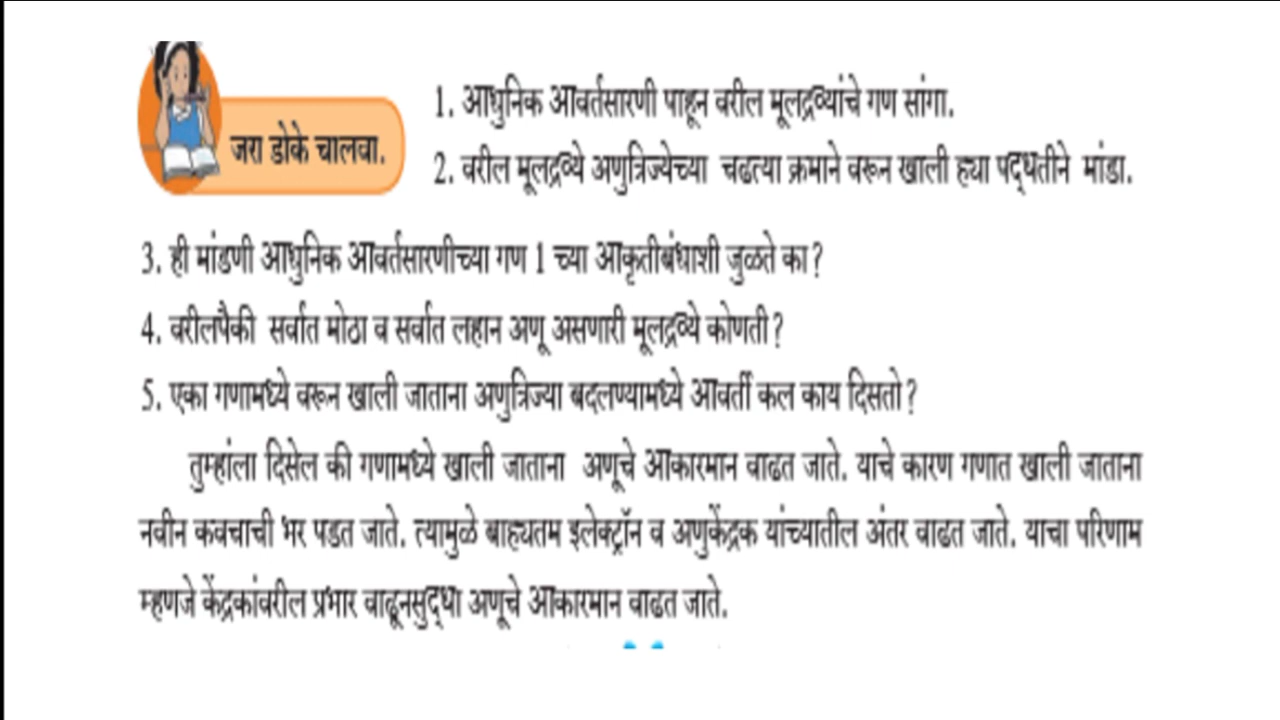 जरा डोके चालवा.
1. आधुनिक आवर्तसारणी पाहून वरील मूलद्रव्यांचे गण सांगा.
2. वरील मूलद्रव्ये अणुत्रिज्येच्या चढत्या क्रमाने वरून खाली ह्या पद्धतीने मांडा.
3. ही मांडणी आधुनिक आवर्तसारणीच्या गण 1 च्या आकृतीबंधाशी जुळते का?
4. वरीलपैकी सर्वात मोठा व सर्वात लहान अणू असणारी मूलद्रव्ये कोणती?
5. एका गणामध्ये वरून खाली जाताना अणुत्रिज्या बदलण्यामध्ये आवर्ती कल काय दिसतो?
तुम्हांला दिसेल की गणामध्ये खाली जाताना अणूचे आकारमान वाढत जाते. याचे कारण गणात खाली जाताना
नवीन कवचाची भर पडत जाते. त्यामुळे बाह्यतम इलेक्ट्रॉन व अणुकेंद्रक यांच्यातील अंतर वाढत जाते. याचा परिणाम
म्हणजे केंद्रकांवरील प्रभार वाढूनसुद्धा अणूचे आकारमान वाढत जाते.